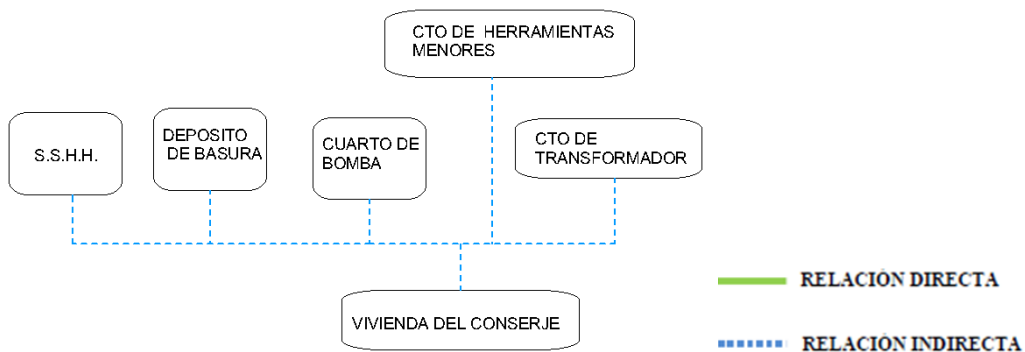 CTO DE HERRAMIENTAS
MENORES
S.S.H.H.
DEPOSITO
DE BASURA
CUARTO DE
BOMBA
CTO DE
TRANSFORMADOR
VIVIENDA DEL CONSERJE
RELACIÓN DIRECTA
RELACIÓN INDIRECTA